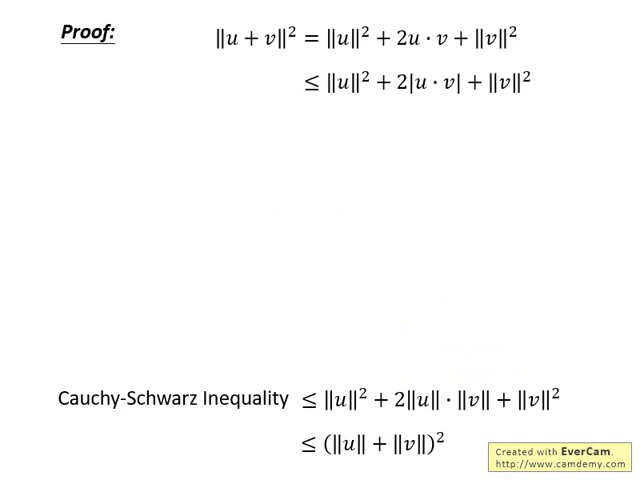 Proof: ‖u + v‖² = ‖u‖² + 2u · v + ‖v‖²
≤ ‖u‖² + 2|u · v| + ‖v‖²
Cauchy-Schwarz Inequality ≤ ‖u‖² + 2‖u‖ · ‖v‖ + ‖v‖²
≤ (‖u‖ + ‖v‖)²
Created with EverCam.
http://www.camdemy.com